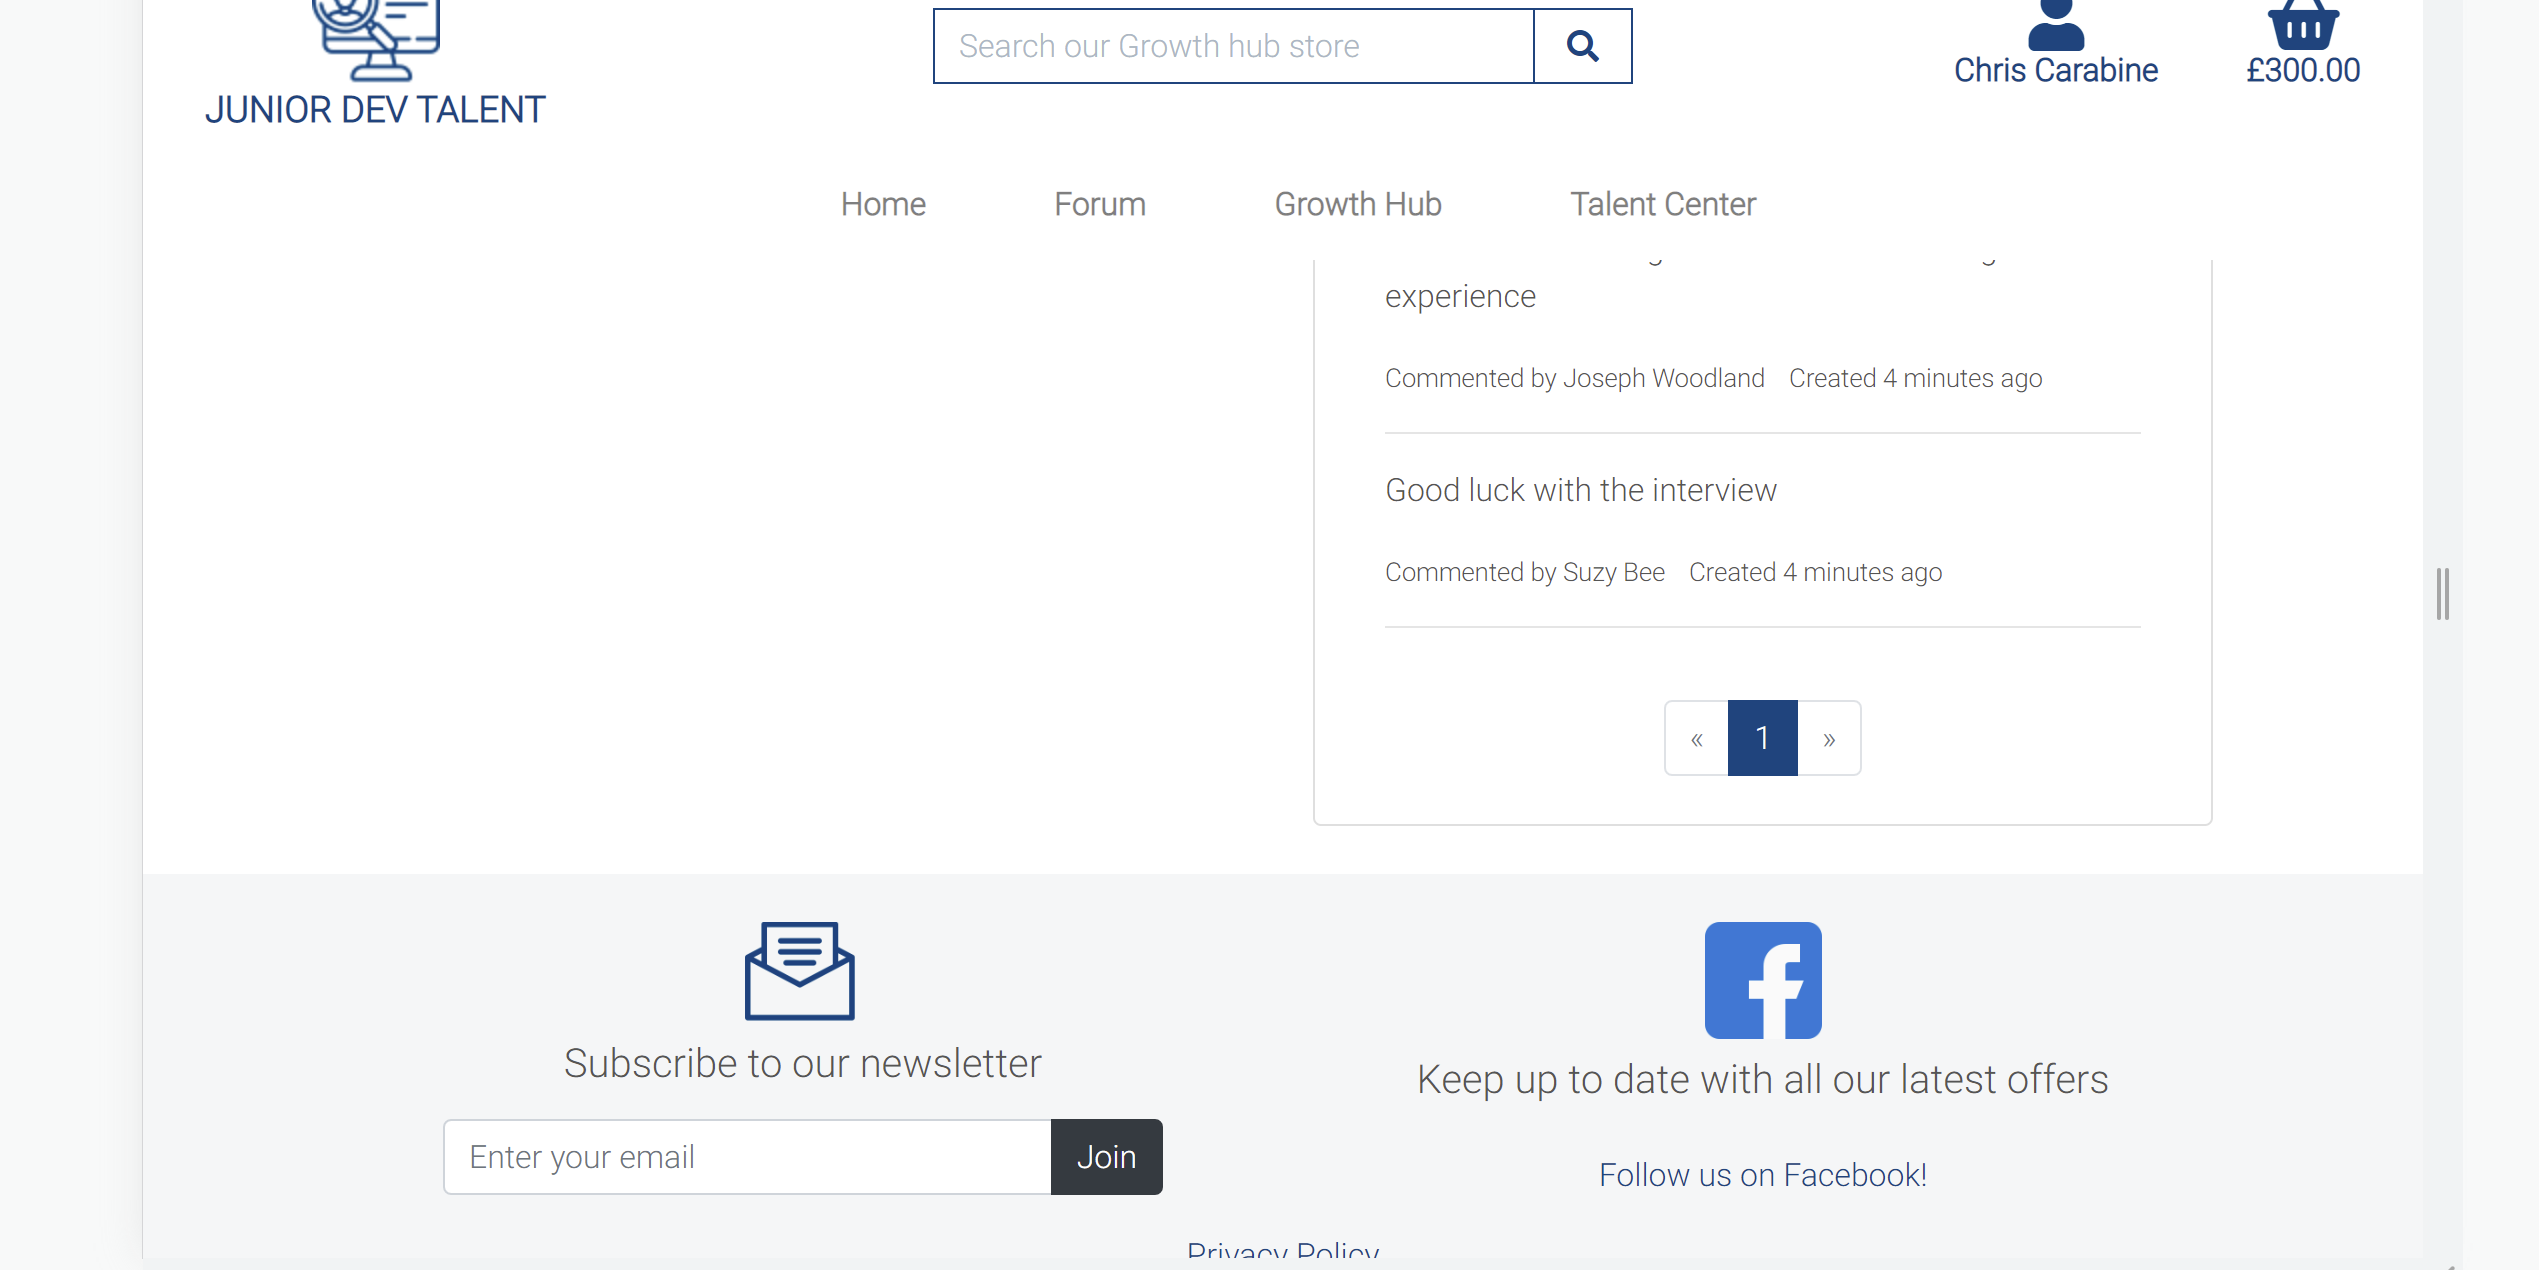 Search our Growth hub store
Chris Carabine
£300.00
JUNIOR DEV TALENT
Home
Forum
Growth Hub
Talent Center
experience
Commented by Joseph Woodland Created 4 minutes ago
Good luck with the interview
Commented by Suzy Bee Created 4 minutes ago
« 1 »
Subscribe to our newsletter
Enter your email
Join
Keep up to date with all our latest offers
Follow us on Facebook!
Privacy Policy